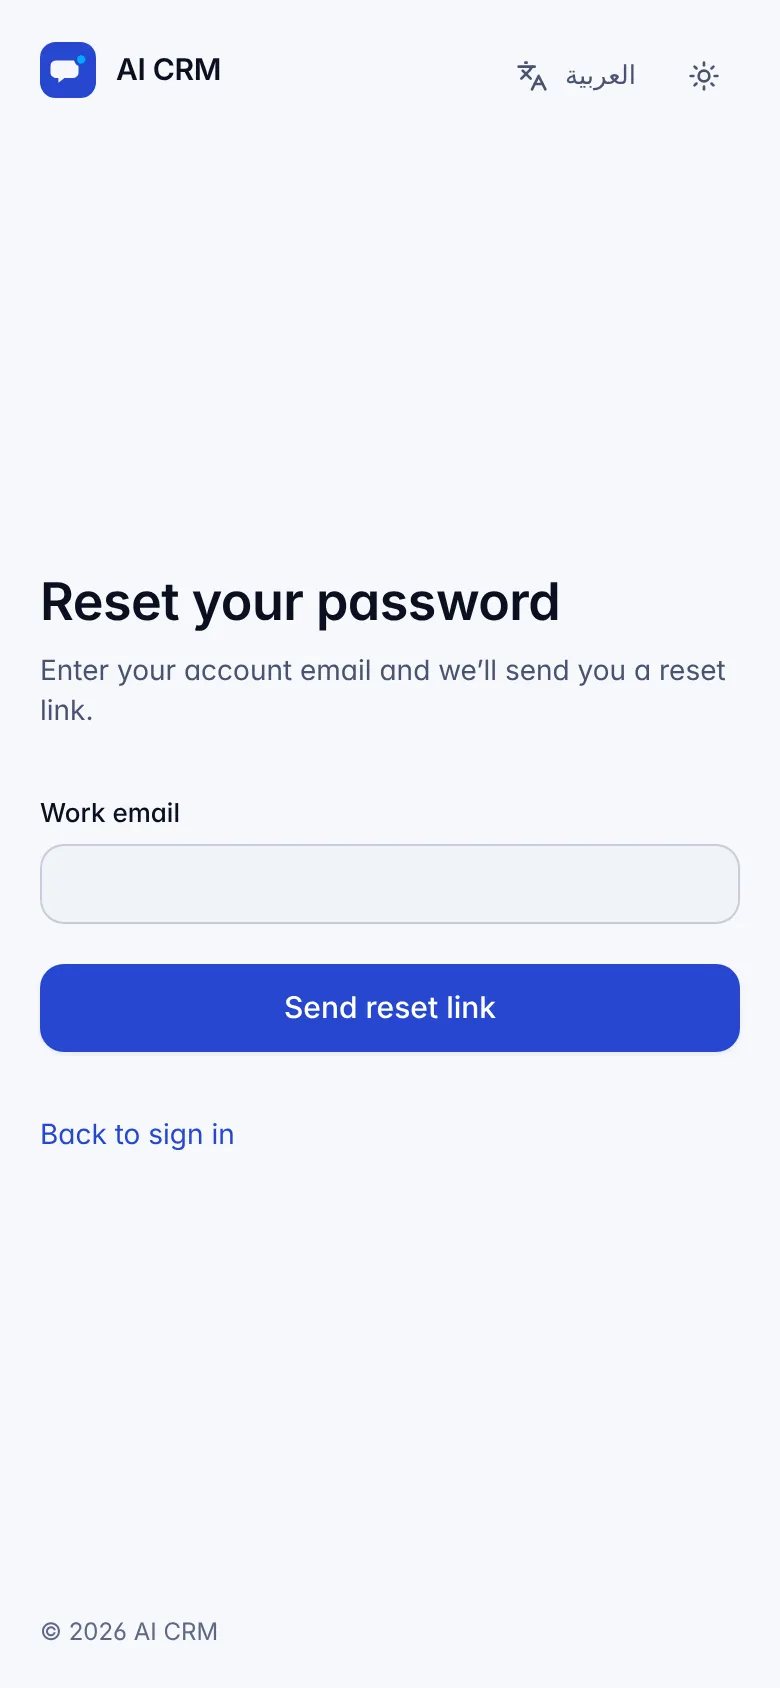 AI CRM
العربية
Reset your password
Enter your account email and we’ll send you a reset
link.
Work email
Send reset link
Back to sign in
© 2026 AI CRM